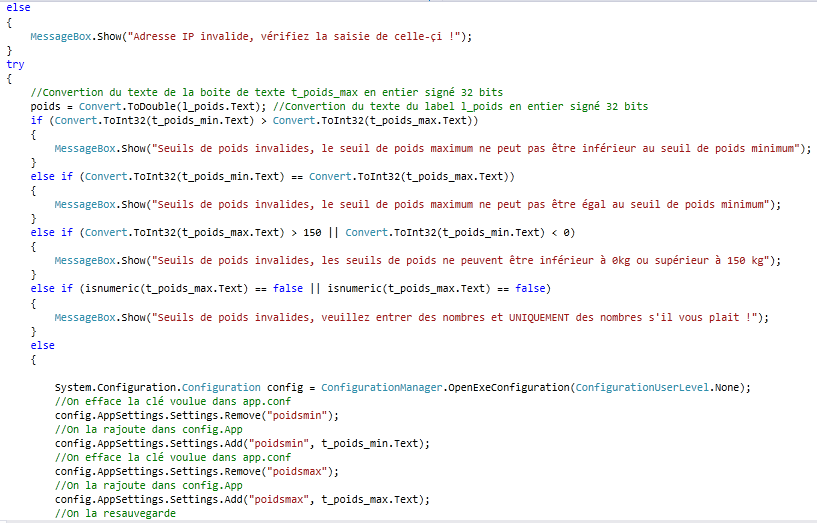 else
{
MessageBox.Show("Adresse IP invalide, vérifiez la saisie de celle-çi !");
}
try
{
//Convertion du texte de la boite de texte t_poids_max en entier signé 32 bits
poids = Convert.ToDouble(l_poids.Text); //Convertion du texte du label l_poids en entier signé 32 bits
if (Convert.ToInt32(t_poids_min.Text) > Convert.ToInt32(t_poids_max.Text))
{
MessageBox.Show("Seuils de poids invalides, le seuil de poids maximum ne peut pas être inférieur au seuil de poids minimum");
}
else if (Convert.ToInt32(t_poids_min.Text) == Convert.ToInt32(t_poids_max.Text))
{
MessageBox.Show("Seuils de poids invalides, le seuil de poids maximum ne peut pas être égal au seuil de poids minimum");
}
else if (Convert.ToInt32(t_poids_max.Text) > 150 || Convert.ToInt32(t_poids_min.Text) < 0)
{
MessageBox.Show("Seuils de poids invalides, les seuils de poids ne peuvent être inférieur à 0kg ou supérieur à 150 kg");
}
else if (isnumeric(t_poids_max.Text) == false || isnumeric(t_poids_max.Text) == false)
{
MessageBox.Show("Seuils de poids invalides, veuillez entrer des nombres et UNIQUEMENT des nombres s'il vous plait !");
}
else
{
System.Configuration.Configuration config = ConfigurationManager.OpenExeConfiguration(ConfigurationUserLevel.None);
//On efface la clé voulue dans app.conf
config.AppSettings.Settings.Remove("poidsmin");
//On la rajoute dans config.App
config.AppSettings.Settings.Add("poidsmin", t_poids_min.Text);
//On efface la clé voulue dans app.conf
config.AppSettings.Settings.Remove("poidsmax");
//On la rajoute dans config.App
config.AppSettings.Settings.Add("poidsmax", t_poids_max.Text);
//On la resauvegarde